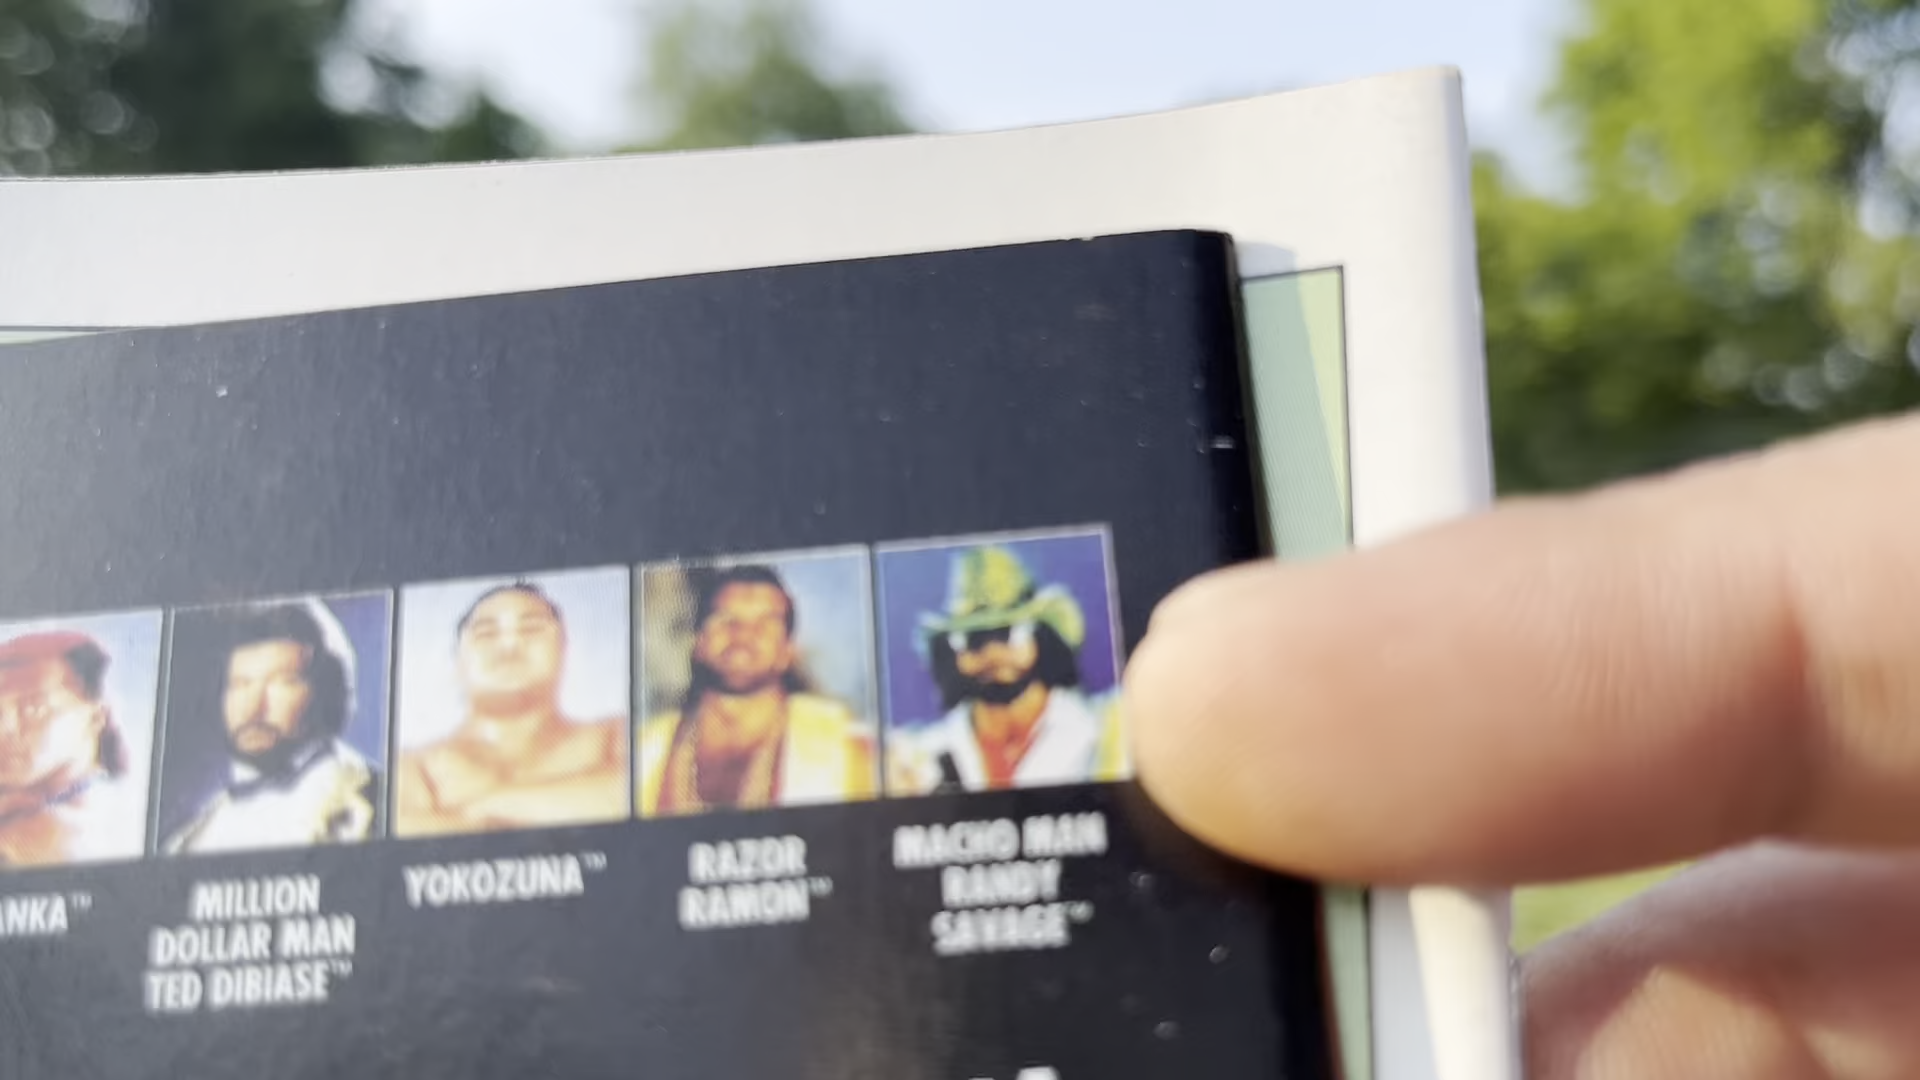 ANKA™
MILLION
DOLLAR MAN
TED DIBIASE™
YOKOZUNA™
RAZOR
RAMON™
MACHO MAN
RANDY
SAVAGE™